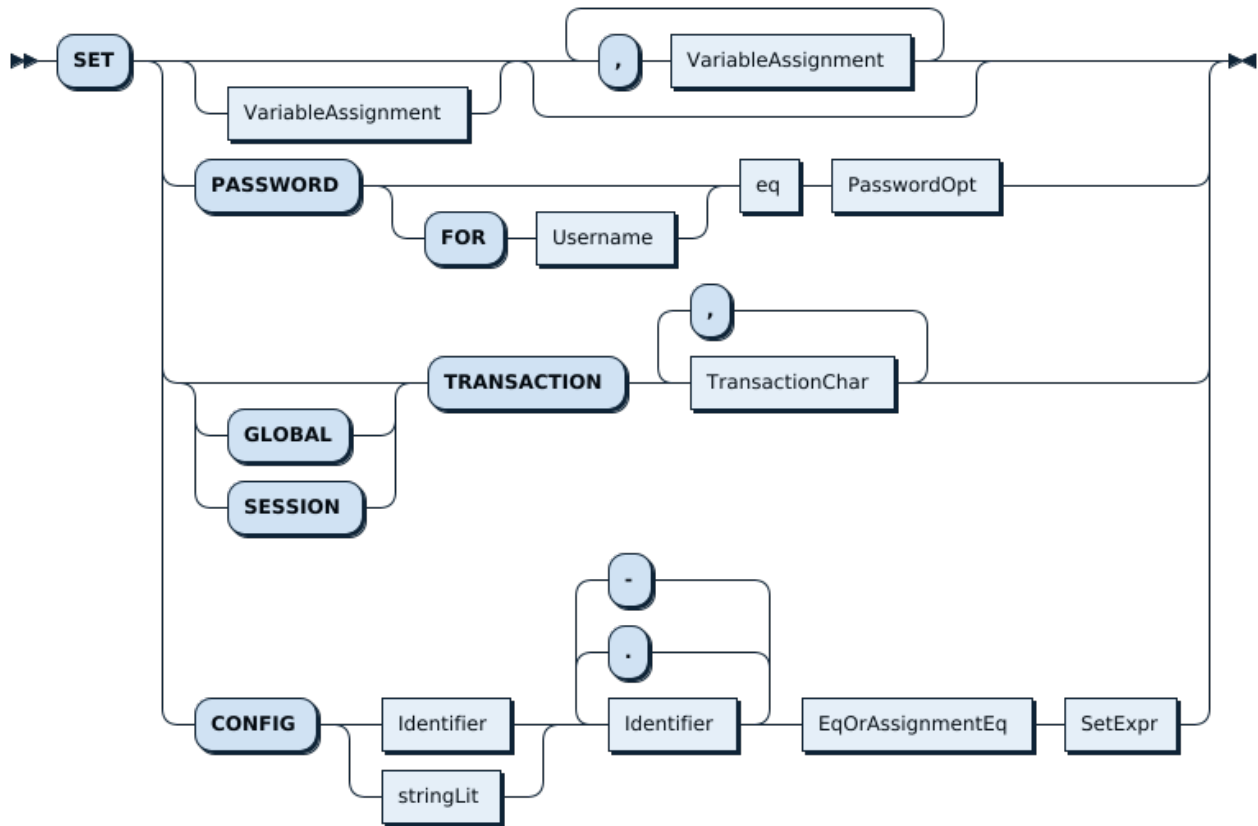 SET , VariableAssignment
VariableAssignment
PASSWORD eq PasswordOpt
FOR Username
,
TRANSACTION TransactionChar
GLOBAL
SESSION
-
.
CONFIG Identifier Identifier EqOrAssignmentEq SetExpr
stringLit